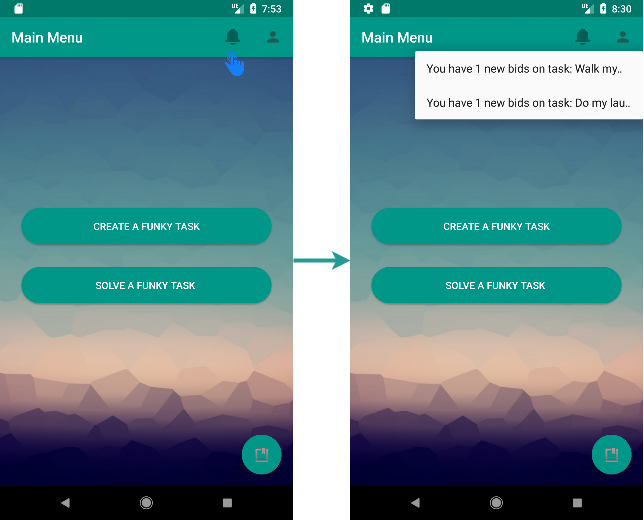 7:53
Main Menu
CREATE A FUNKY TASK
SOLVE A FUNKY TASK
8:30
Main Menu
You have 1 new bids on task: Walk my..
You have 1 new bids on task: Do my lau..
CREATE A FUNKY TASK
SOLVE A FUNKY TASK